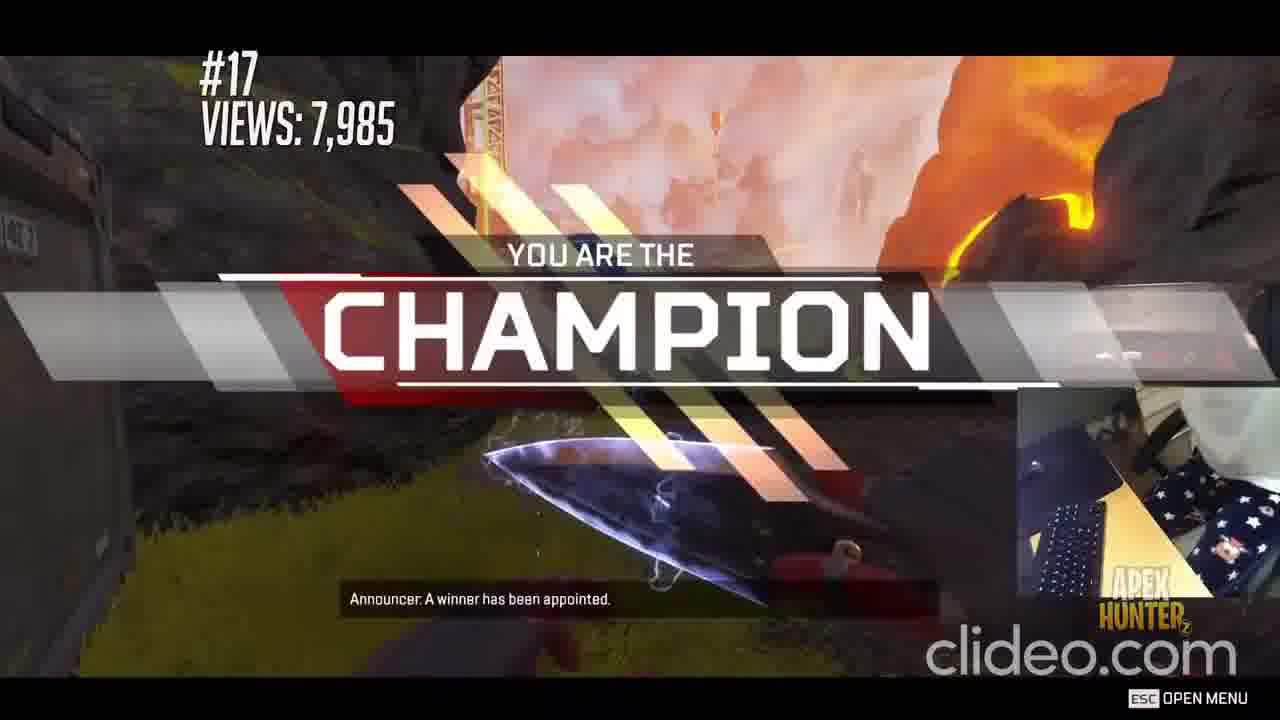 #17
VIEWS: 7,985
YOU ARE THE
CHAMPION
Announcer: A winner has been appointed.
APEX
HUNTERZ
clideo.com
ESC OPEN MENU